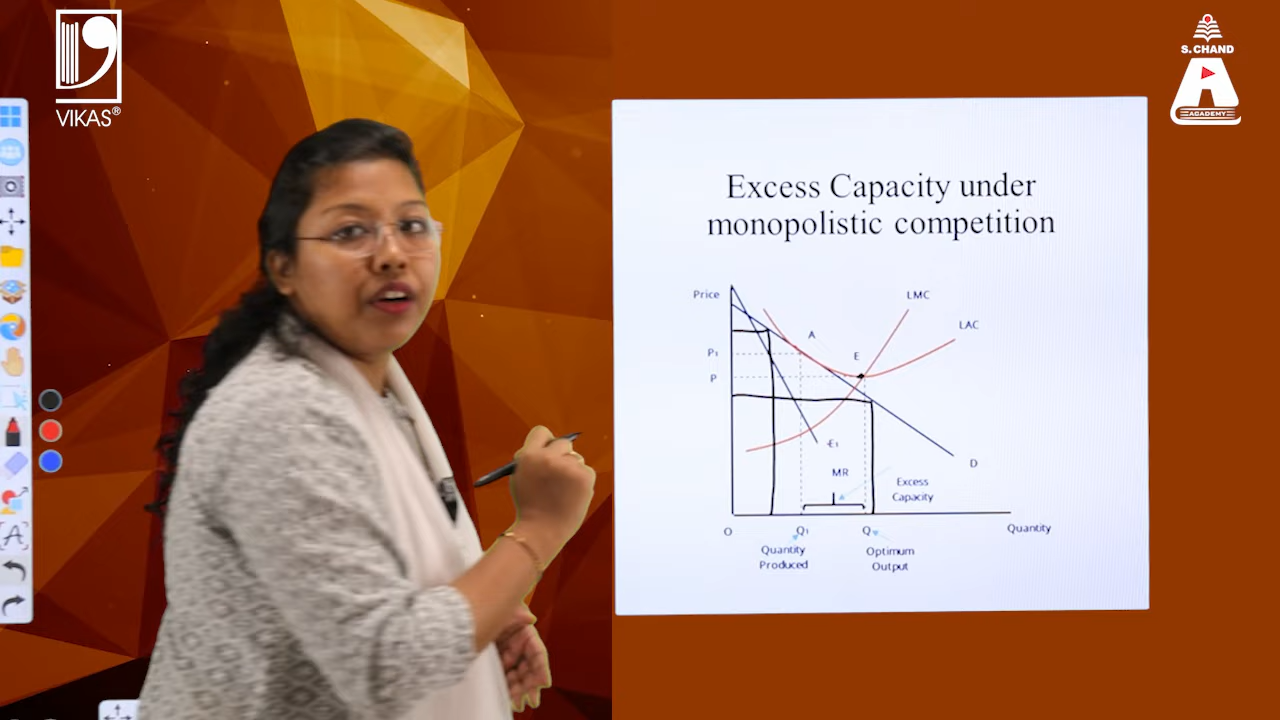 VIKAS®
S. CHAND
ACADEMY
Excess Capacity under
monopolistic competition
Price
LMC
LAC
A
E
P₁
P
E₁
D
MR
Excess
Capacity
O
Q₁
Q
Quantity
Quantity
Produced
Optimum
Output